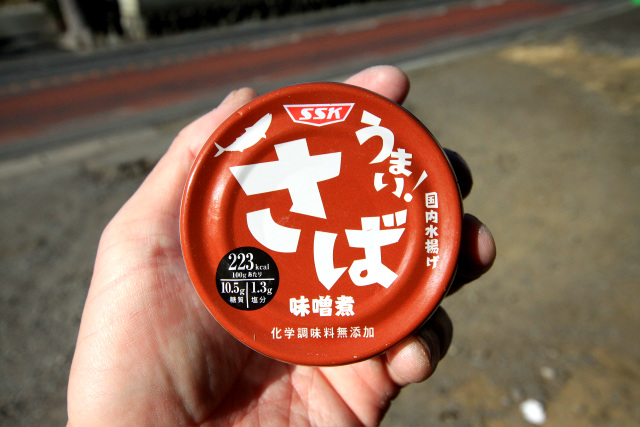 SSK
うまい!
さば
国内水揚げ
味噌煮
化学調味料無添加
223kcal
100gあたり
10.5g 1.3g
糖質 塩分